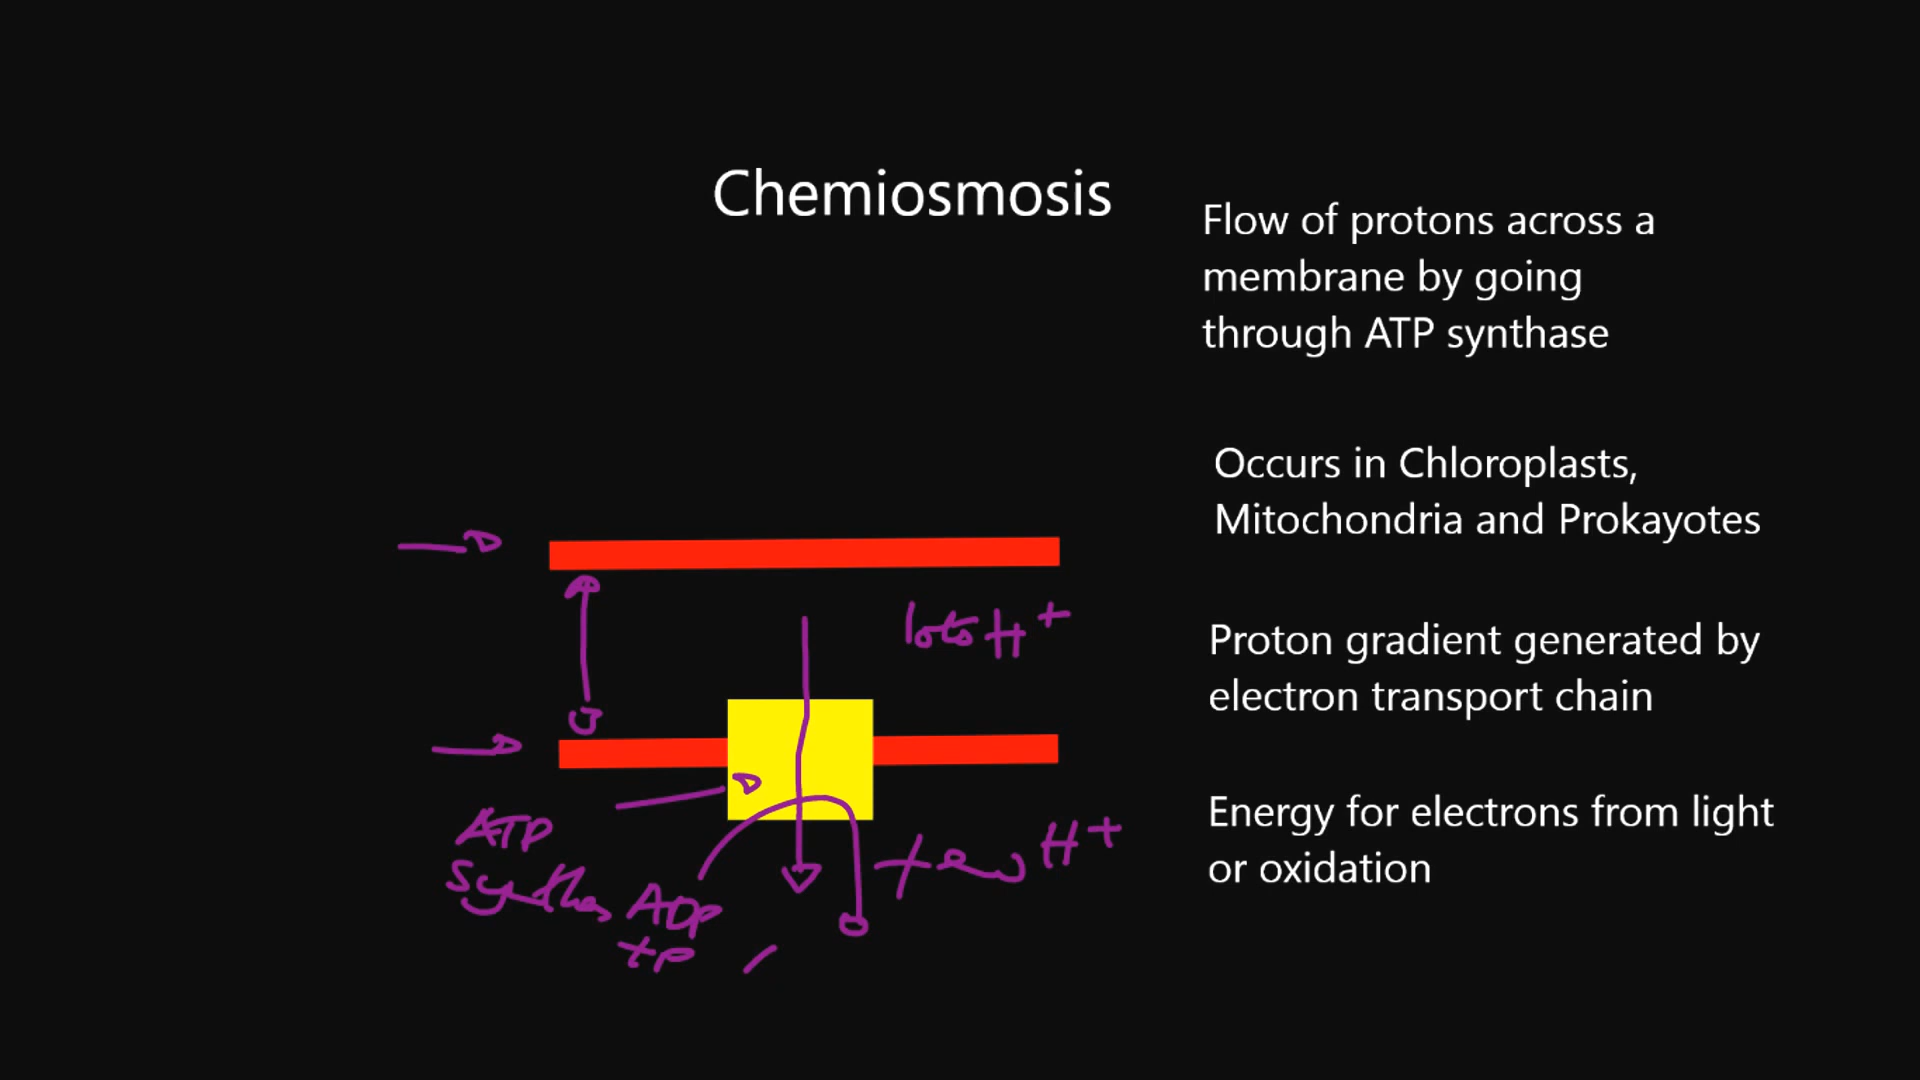 Chemiosmosis
Flow of protons across a
membrane by going
through ATP synthase
Occurs in Chloroplasts,
Mitochondria and Prokayotes
Proton gradient generated by
electron transport chain
Energy for electrons from light
or oxidation
lots H+
few H+
ATP
ADP
+P